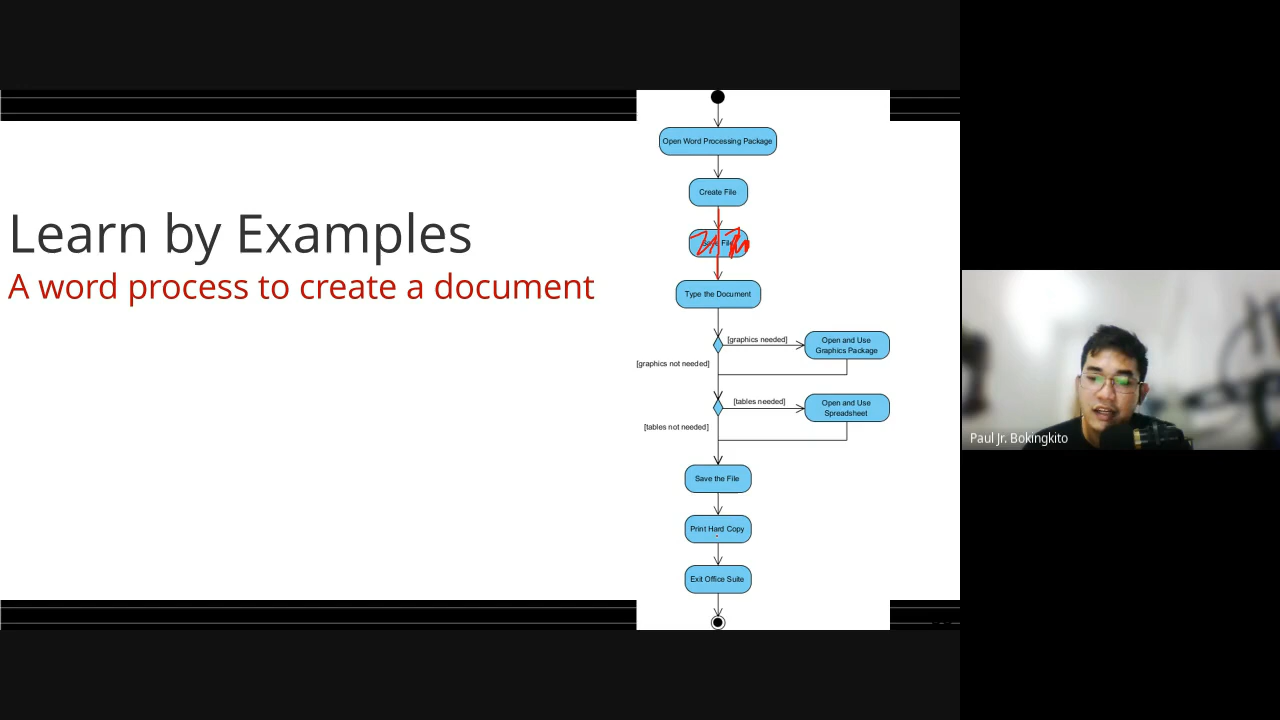 Learn by Examples
A word process to create a document
Open Word Processing Package
Create File
Type the Document
[graphics needed]
Open and Use
Graphics Package
[graphics not needed]
[tables needed]
Open and Use
Spreadsheet
[tables not needed]
Save the File
Print Hard Copy
Exit Office Suite
Paul Jr. Bokingkito